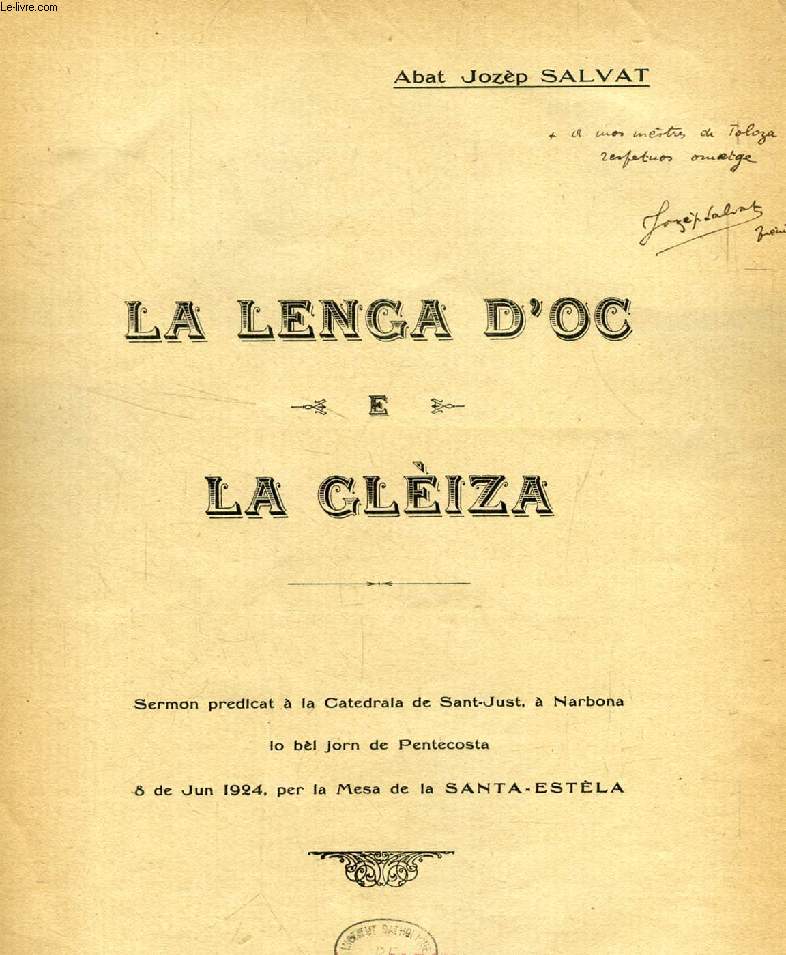 Le-livre.com
Abat Jozèp SALVAT
+ A mos mèstres de Toloza
respetuos omatge
Jozèp Salvat
LA LENGA D'OC
E
LA GLÈIZA
Sermon predicat à la Catedrala de Sant-Just, à Narbona
lo bèl jorn de Pentecosta
8 de Jun 1924, per la Mesa de la SANTA-ESTÈLA